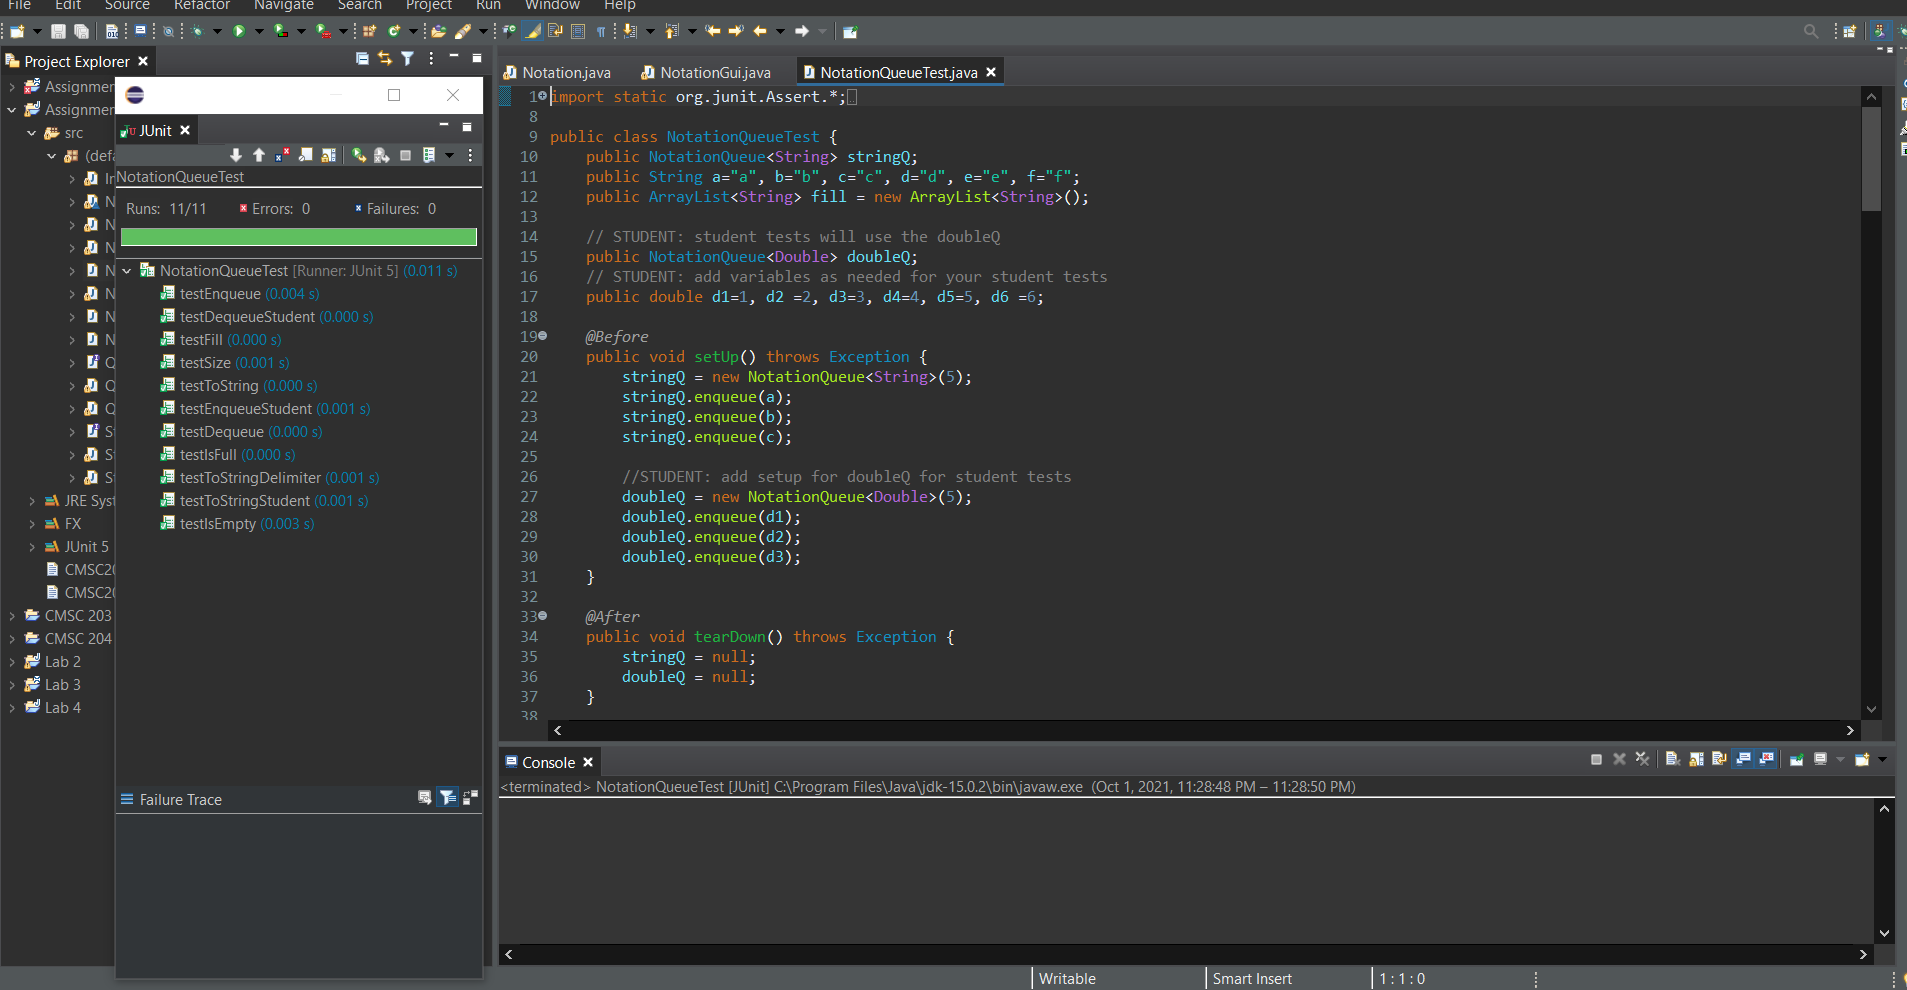 File Edit Source Refactor Navigate Search Project Run Window Help
Project Explorer
Assignmer
Assignmer
src
(defa
JRE Syst
FX
JUnit 5
CMSC20
CMSC20
CMSC 203
CMSC 204
Lab 2
Lab 3
Lab 4
JUnit
NotationQueueTest
Runs: 11/11 Errors: 0 Failures: 0
NotationQueueTest [Runner: JUnit 5] (0.011 s)
testEnqueue (0.004 s)
testDequeueStudent (0.000 s)
testFill (0.000 s)
testSize (0.001 s)
testToString (0.000 s)
testEnqueueStudent (0.001 s)
testDequeue (0.000 s)
testIsFull (0.000 s)
testToStringDelimiter (0.001 s)
testToStringStudent (0.001 s)
testIsEmpty (0.003 s)
Failure Trace
Notation.java NotationGui.java NotationQueueTest.java
1 import static org.junit.Assert.*;
8
9 public class NotationQueueTest {
10 public NotationQueue<String> stringQ;
11 public String a="a", b="b", c="c", d="d", e="e", f="f";
12 public ArrayList<String> fill = new ArrayList<String>();
13
14 // STUDENT: student tests will use the doubleQ
15 public NotationQueue<Double> doubleQ;
16 // STUDENT: add variables as needed for your student tests
17 public double d1=1, d2 =2, d3=3, d4=4, d5=5, d6 =6;
18
19 @Before
20 public void setUp() throws Exception {
21 stringQ = new NotationQueue<String>(5);
22 stringQ.enqueue(a);
23 stringQ.enqueue(b);
24 stringQ.enqueue(c);
25
26 //STUDENT: add setup for doubleQ for student tests
27 doubleQ = new NotationQueue<Double>(5);
28 doubleQ.enqueue(d1);
29 doubleQ.enqueue(d2);
30 doubleQ.enqueue(d3);
31 }
32
33 @After
34 public void tearDown() throws Exception {
35 stringQ = null;
36 doubleQ = null;
37 }
38
Console
<terminated> NotationQueueTest [JUnit] C:\Program Files\Java\jdk-15.0.2\bin\javaw.exe (Oct 1, 2021, 11:28:48 PM – 11:28:50 PM)
Writable Smart Insert 1 : 1 : 0